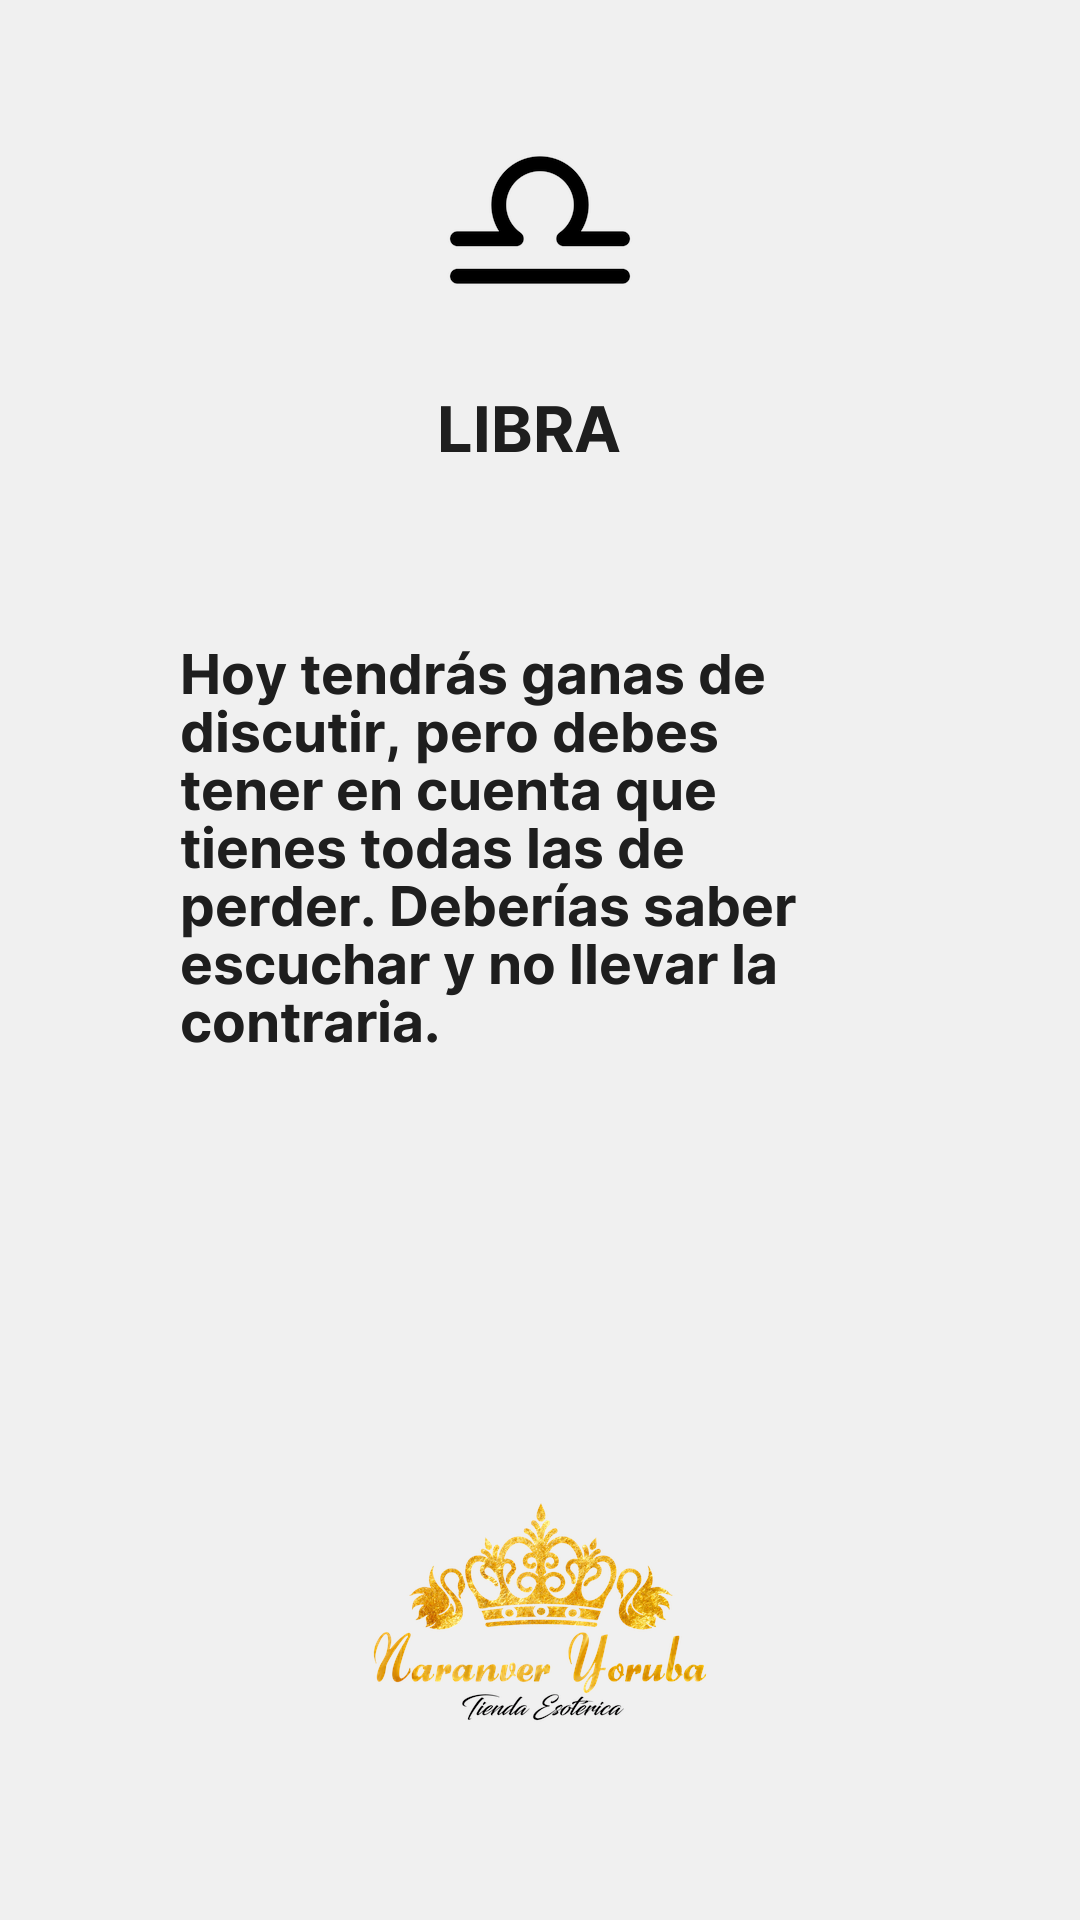 LIBRA
Hoy tendrás ganas de
discutir, pero debes
tener en cuenta que
tienes todas las de
perder. Deberías saber
escuchar y no llevar la
contraria.
Naranver Yoruba
Tienda Esotérica